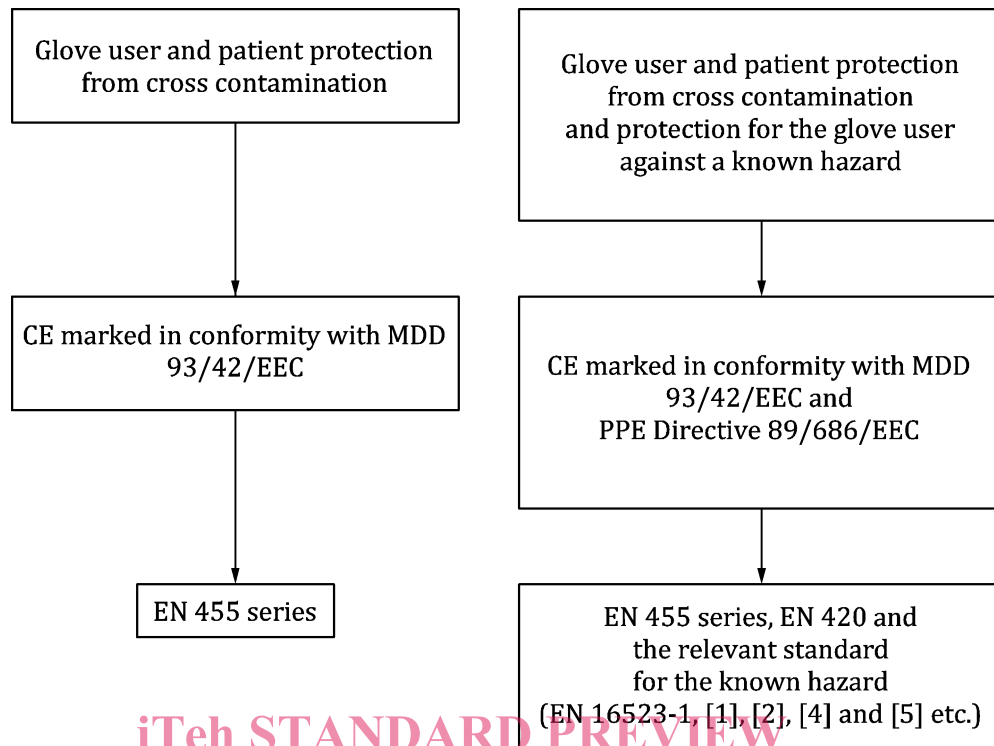 Glove user and patient protection
from cross contamination
CE marked in conformity with MDD
93/42/EEC
EN 455 series
Glove user and patient protection
from cross contamination
and protection for the glove user
against a known hazard
CE marked in conformity with MDD
93/42/EEC and
PPE Directive 89/686/EEC
EN 455 series, EN 420 and
the relevant standard
for the known hazard
(EN 16523-1, [1], [2], [4] and [5] etc.)
iTeh STANDARD PREVIEW